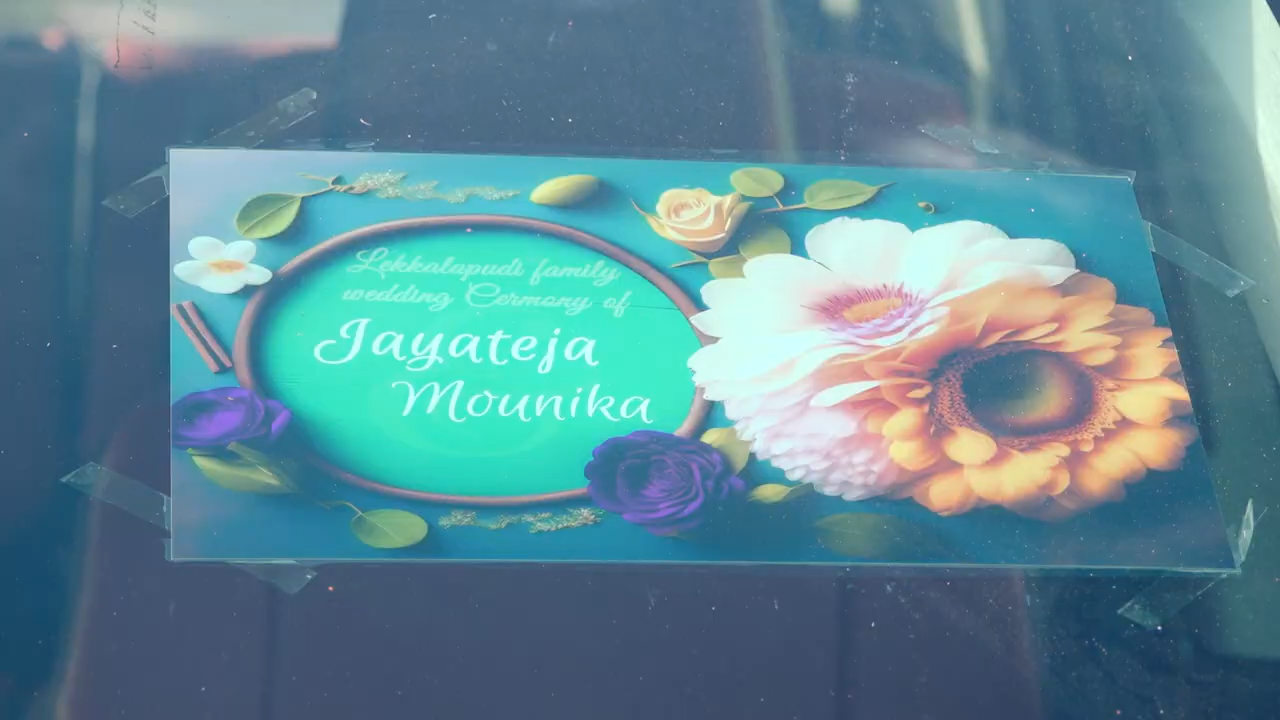 Lekkalapudi family
wedding Cermony of
Jayateja
Mounika